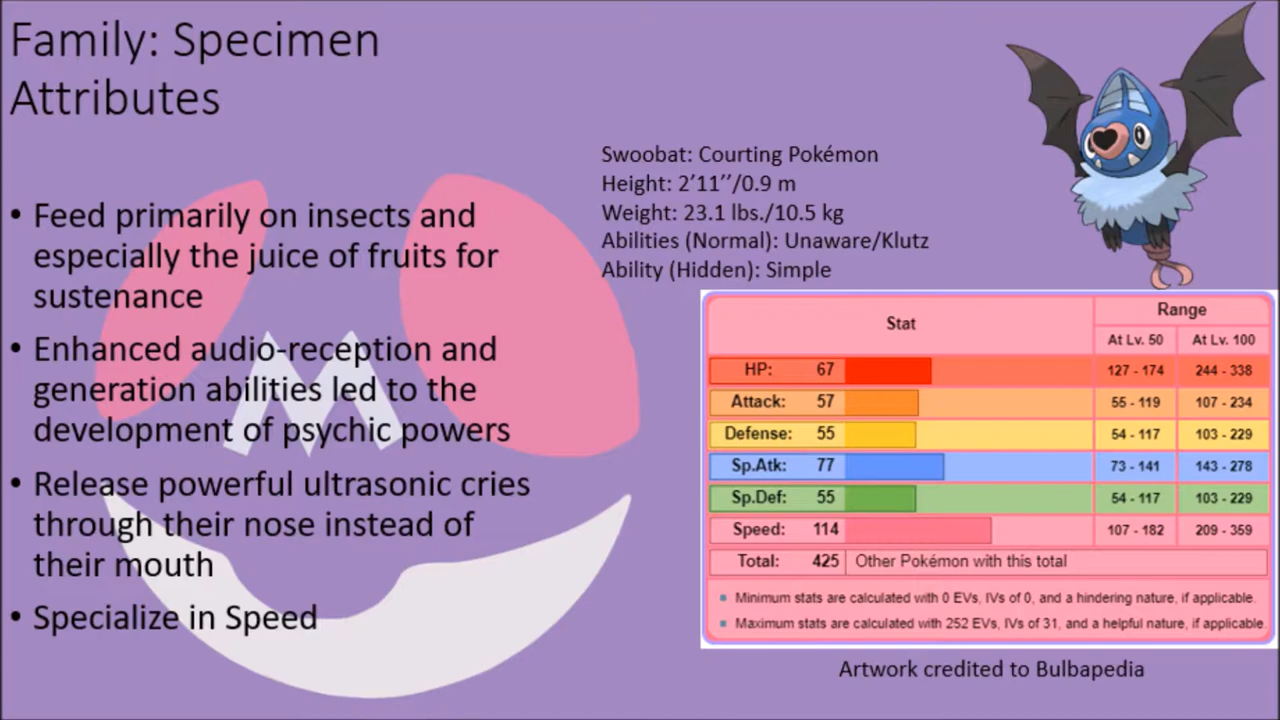 Family: Specimen
Attributes
• Feed primarily on insects and
especially the juice of fruits for
sustenance
• Enhanced audio-reception and
generation abilities led to the
development of psychic powers
• Release powerful ultrasonic cries
through their nose instead of
their mouth
• Specialize in Speed
Swoobat: Courting Pokémon
Height: 2’11’’/0.9 m
Weight: 23.1 lbs./10.5 kg
Abilities (Normal): Unaware/Klutz
Ability (Hidden): Simple
Stat Range
At Lv. 50 At Lv. 100
HP: 67 127 - 174 244 - 338
Attack: 57 55 - 119 107 - 234
Defense: 55 54 - 117 103 - 229
Sp.Atk: 77 73 - 141 143 - 278
Sp.Def: 55 54 - 117 103 - 229
Speed: 114 107 - 182 209 - 359
Total: 425 Other Pokémon with this total
Minimum stats are calculated with 0 EVs, IVs of 0, and a hindering nature, if applicable.
Maximum stats are calculated with 252 EVs, IVs of 31, and a helpful nature, if applicable.
Artwork credited to Bulbapedia